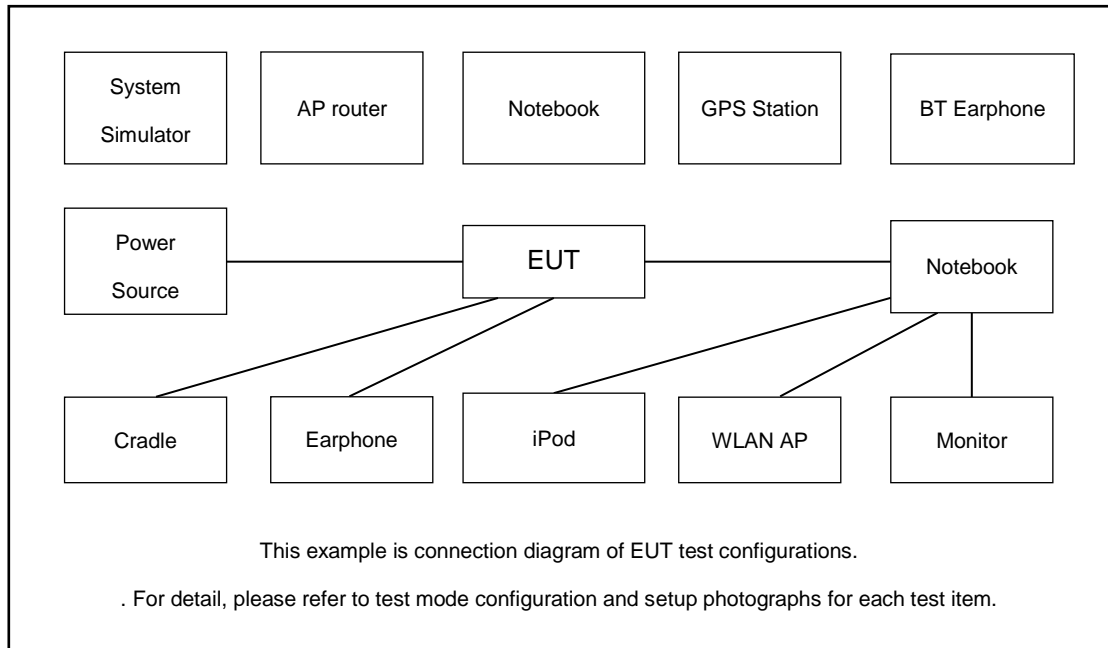 System
Simulator
AP router
Notebook
GPS Station
BT Earphone
Power
Source
EUT
Notebook
Cradle
Earphone
iPod
WLAN AP
Monitor
This example is connection diagram of EUT test configurations.
. For detail, please refer to test mode configuration and setup photographs for each test item.